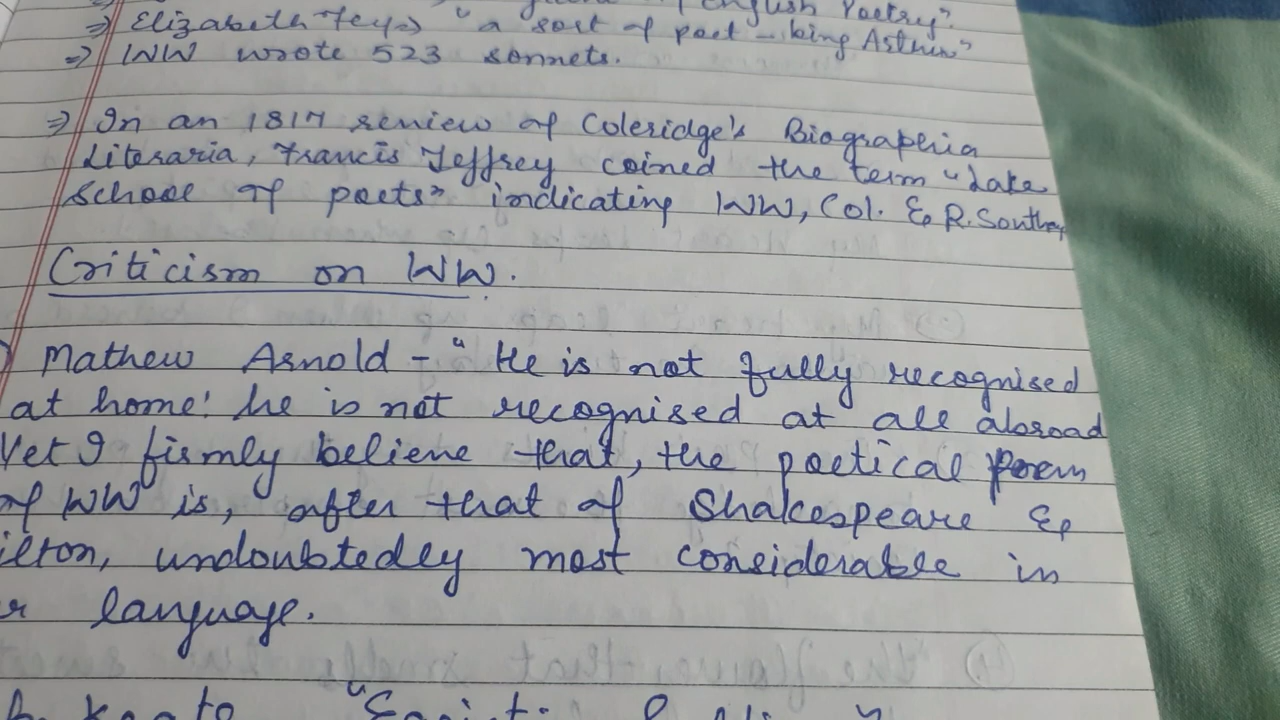 English Poetry".
⇒ Elizabeth "a sort of poet – king Arthur"
⇒ WW wrote 523 sonnets.
⇒ In an 1817 review of Coleridge's Biograpehia
Literaria, Francis Jeffrey coined the term "Lake
School of poets" indicating WW, Col. & R. Southey
Criticism on WW.
Mathew Arnold - "He is not fully recognised
at home! he is not recognised at all abroad
Yet I firmly believe that, the poetical poem
of WW is, after that of Shakespeare &
ilton, undoubtedly most considerable in
r language.